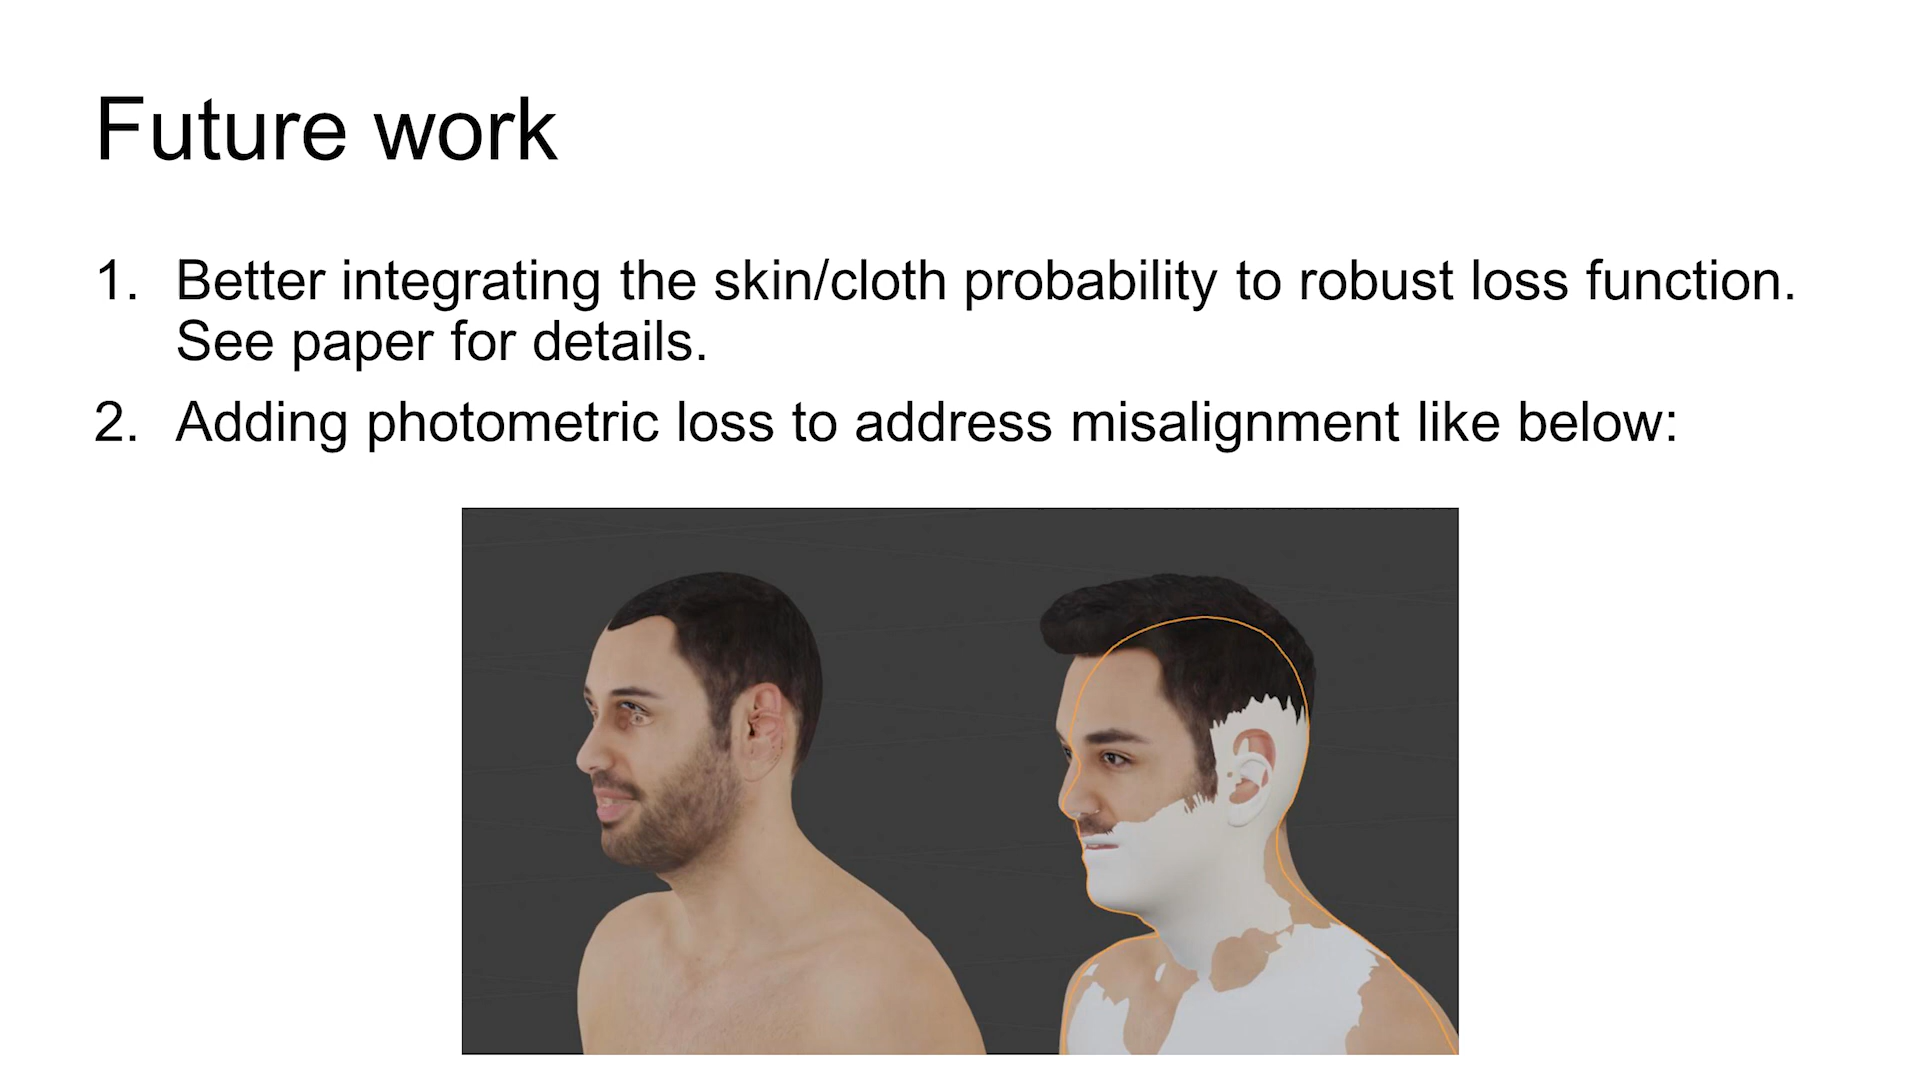 Future work
1. Better integrating the skin/cloth probability to robust loss function.
See paper for details.
2. Adding photometric loss to address misalignment like below: